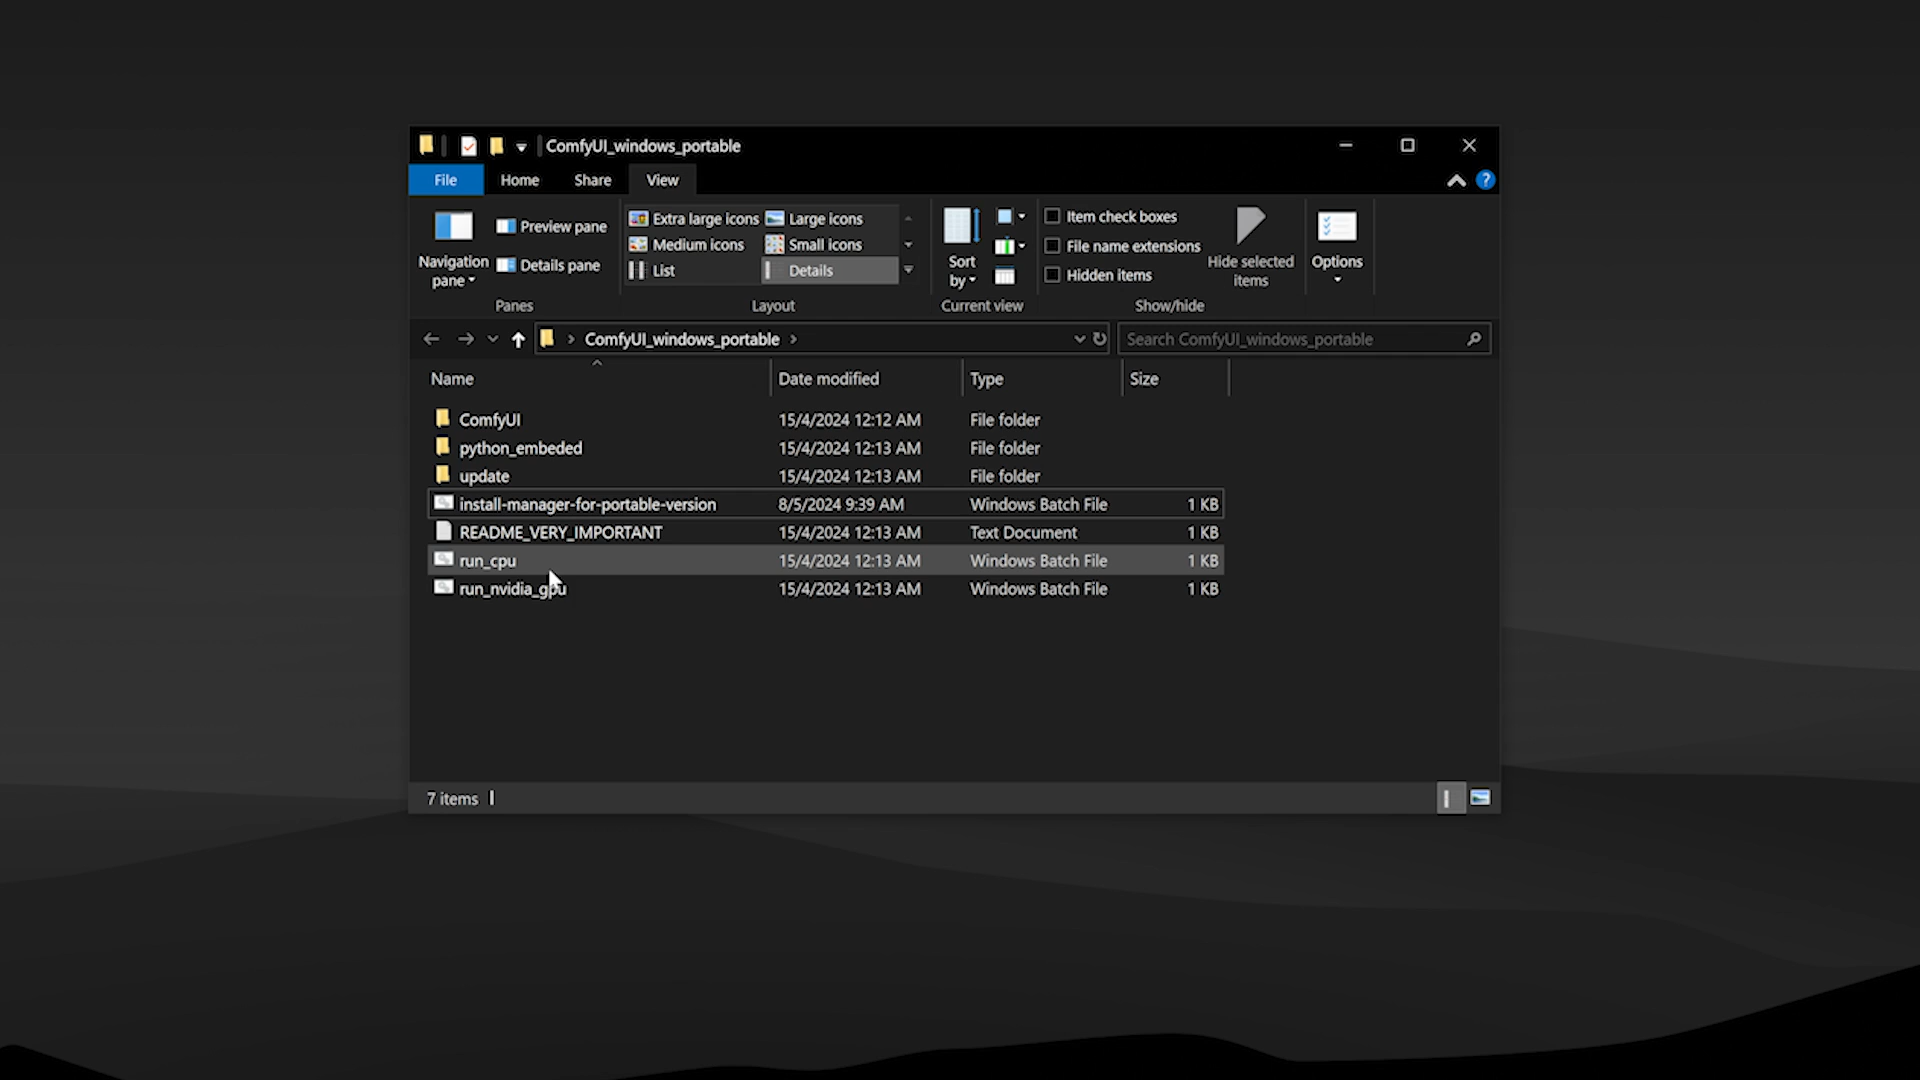 ComfyUI_windows_portable
File Home Share View
Navigation pane
Preview pane
Details pane
Panes
Extra large icons Large icons
Medium icons Small icons
List Details
Layout
Sort by
Current view
Item check boxes
File name extensions
Hidden items
Hide selected items
Show/hide
Options
ComfyUI_windows_portable Search ComfyUI_windows_portable
Name Date modified Type Size
ComfyUI 15/4/2024 12:12 AM File folder
python_embeded 15/4/2024 12:13 AM File folder
update 15/4/2024 12:13 AM File folder
install-manager-for-portable-version 8/5/2024 9:39 AM Windows Batch File 1 KB
README_VERY_IMPORTANT 15/4/2024 12:13 AM Text Document 1 KB
run_cpu 15/4/2024 12:13 AM Windows Batch File 1 KB
run_nvidia_gpu 15/4/2024 12:13 AM Windows Batch File 1 KB
7 items